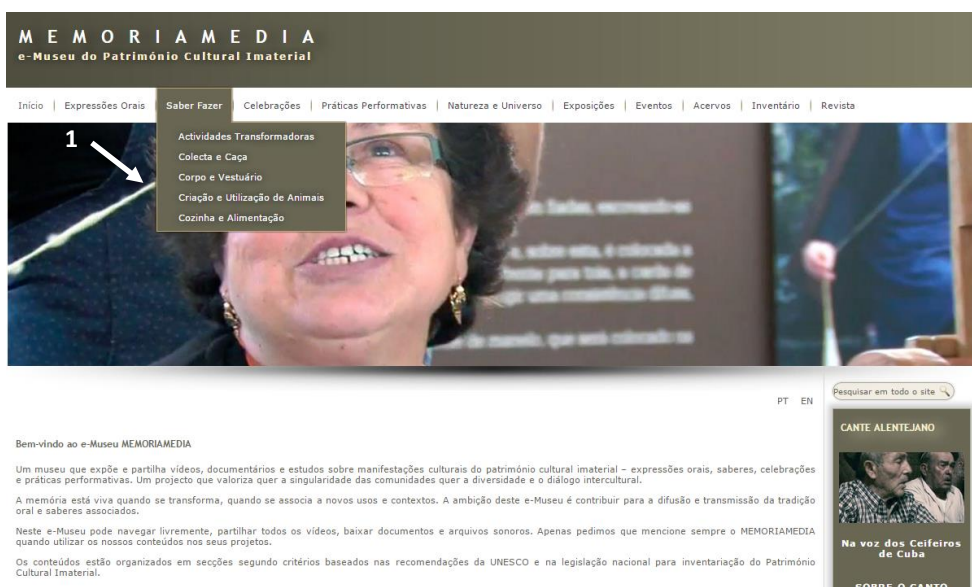 MEMORIAMEDIA
e-Museu do Património Cultural Imaterial
Início | Expressões Orais | Saber Fazer | Celebrações | Práticas Performativas | Natureza e Universo | Exposições | Eventos | Acervos | Inventário | Revista
1
Actividades Transformadoras
Colecta e Caça
Corpo e Vestuário
Criação e Utilização de Animais
Cozinha e Alimentação
PT EN
Pesquisar em todo o site
Bem-vindo ao e-Museu MEMORIAMEDIA
Um museu que expõe e partilha vídeos, documentários e estudos sobre manifestações culturais do património cultural imaterial – expressões orais, saberes, celebrações
e práticas performativas. Um projecto que valoriza quer a singularidade das comunidades quer a diversidade e o diálogo intercultural.
A memória está viva quando se transforma, quando se associa a novos usos e contextos. A ambição deste e-Museu é contribuir para a difusão e transmissão da tradição
oral e saberes associados.
Neste e-Museu pode navegar livremente, partilhar todos os vídeos, baixar documentos e arquivos sonoros. Apenas pedimos que mencione sempre o MEMORIAMEDIA
quando utilizar os nossos conteúdos nos seus projetos.
Os conteúdos estão organizados em secções segundo critérios baseados nas recomendações da UNESCO e na legislação nacional para inventariação do Património
Cultural Imaterial.
CANTE ALENTEJANO
Na voz dos Ceifeiros
de Cuba
SOBRE O CANTO